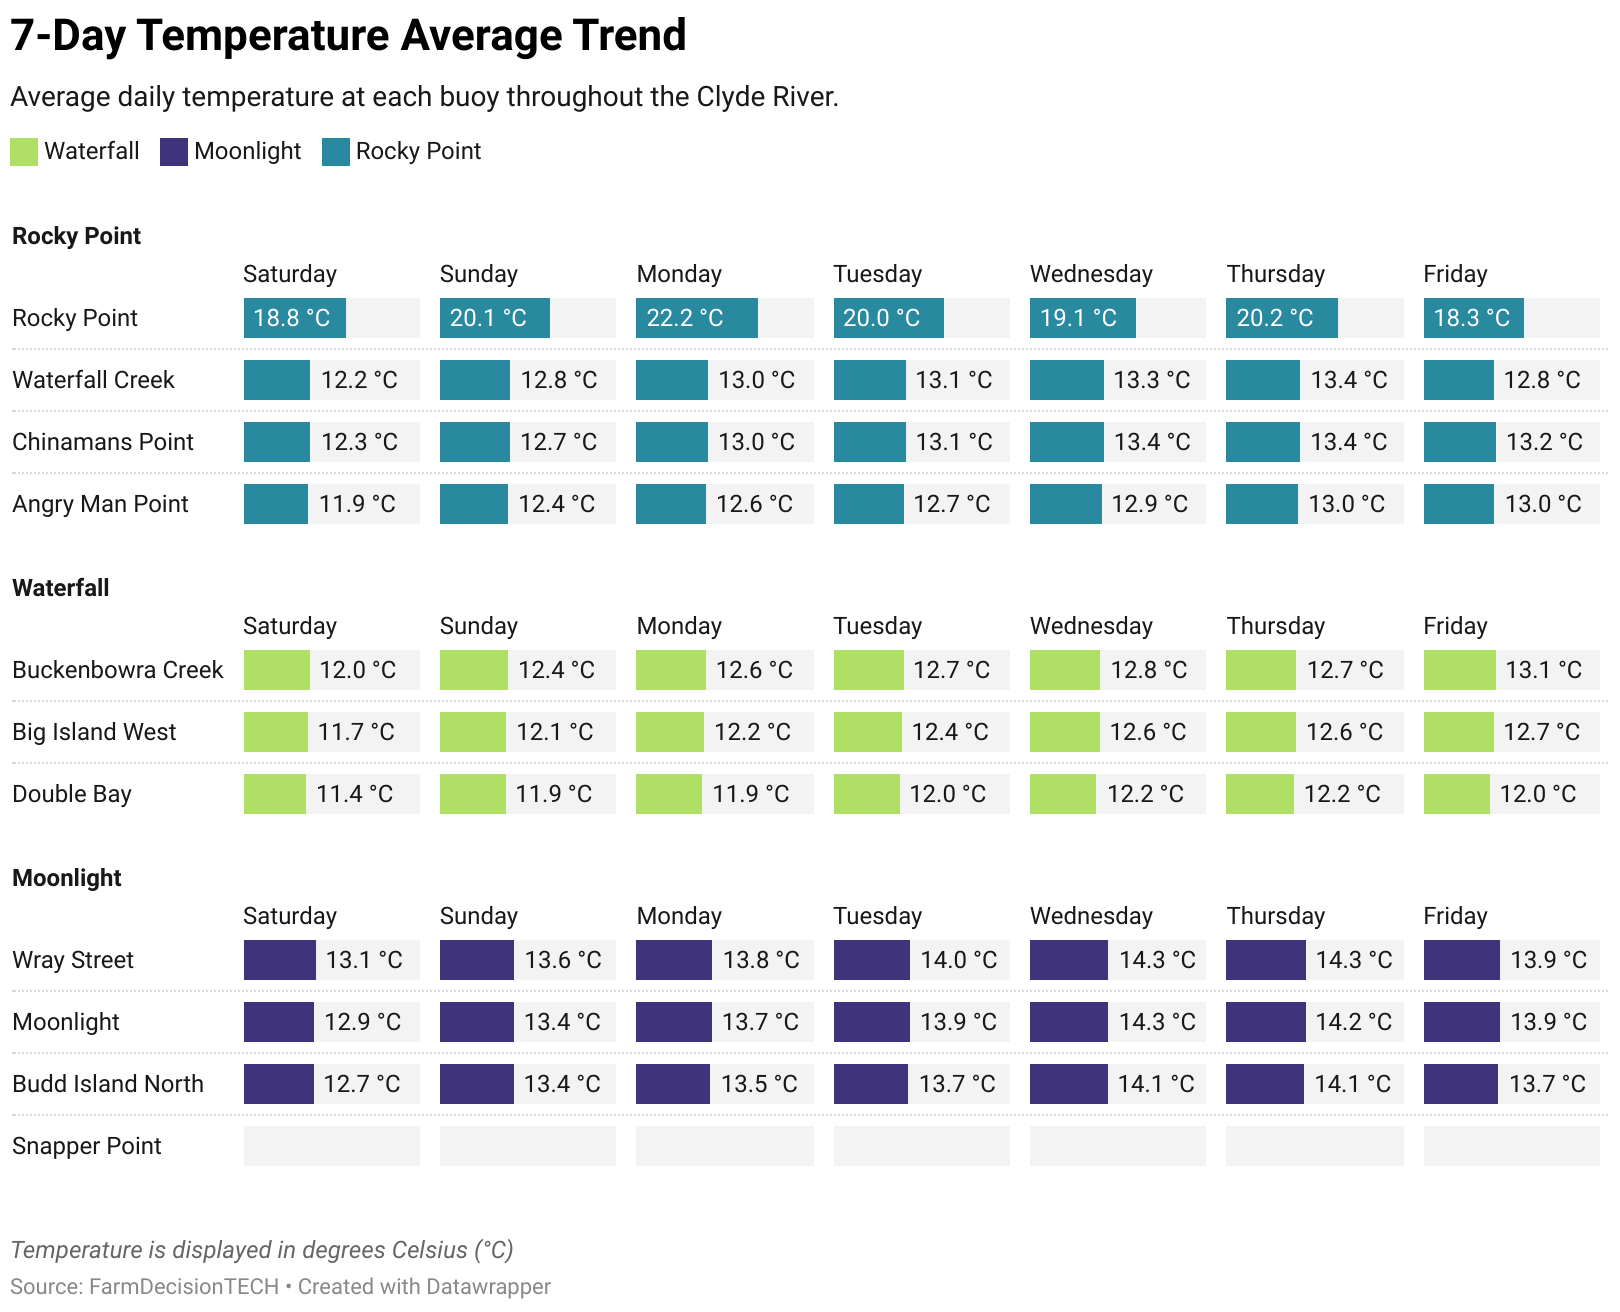 7-Day Temperature Average Trend
Average daily temperature at each buoy throughout the Clyde River.
Waterfall Moonlight Rocky Point
Rocky Point
Saturday Sunday Monday Tuesday Wednesday Thursday Friday
Rocky Point 18.8 °C 20.1 °C 22.2 °C 20.0 °C 19.1 °C 20.2 °C 18.3 °C
Waterfall Creek 12.2 °C 12.8 °C 13.0 °C 13.1 °C 13.3 °C 13.4 °C 12.8 °C
Chinamans Point 12.3 °C 12.7 °C 13.0 °C 13.1 °C 13.4 °C 13.4 °C 13.2 °C
Angry Man Point 11.9 °C 12.4 °C 12.6 °C 12.7 °C 12.9 °C 13.0 °C 13.0 °C
Waterfall
Saturday Sunday Monday Tuesday Wednesday Thursday Friday
Buckenbowra Creek 12.0 °C 12.4 °C 12.6 °C 12.7 °C 12.8 °C 12.7 °C 13.1 °C
Big Island West 11.7 °C 12.1 °C 12.2 °C 12.4 °C 12.6 °C 12.6 °C 12.7 °C
Double Bay 11.4 °C 11.9 °C 11.9 °C 12.0 °C 12.2 °C 12.2 °C 12.0 °C
Moonlight
Saturday Sunday Monday Tuesday Wednesday Thursday Friday
Wray Street 13.1 °C 13.6 °C 13.8 °C 14.0 °C 14.3 °C 14.3 °C 13.9 °C
Moonlight 12.9 °C 13.4 °C 13.7 °C 13.9 °C 14.3 °C 14.2 °C 13.9 °C
Budd Island North 12.7 °C 13.4 °C 13.5 °C 13.7 °C 14.1 °C 14.1 °C 13.7 °C
Snapper Point
Temperature is displayed in degrees Celsius (°C)
Source: FarmDecisionTECH • Created with Datawrapper